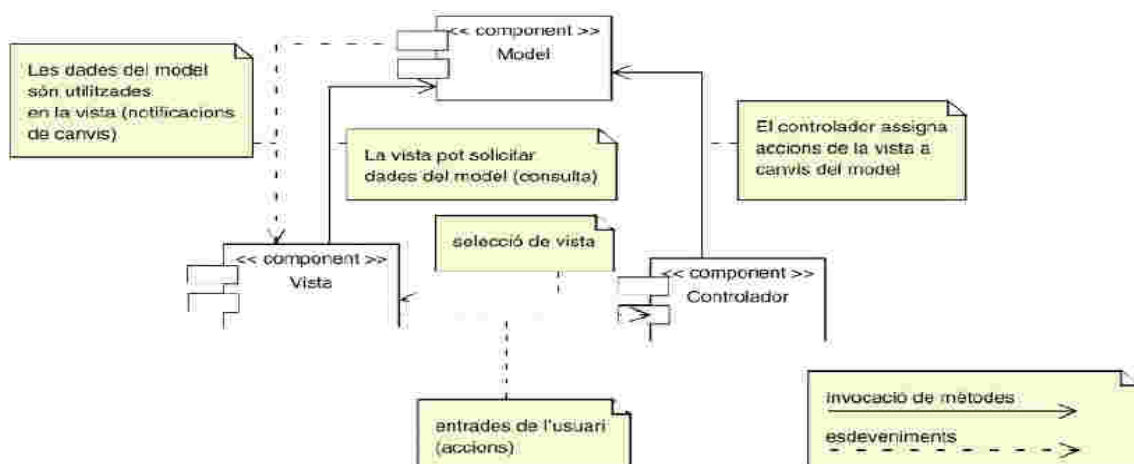 << component >>
Model
Les dades del model
són utilitzades
en la vista (notificacions
de canvis)
La vista pot solicitar
dades del model (consulta)
El controlador assigna
accions de la vista a
canvis del model
selecció de vista
<< component >>
Vista
<< component >>
Controlador
entrades de l'usuari
(accions)
invocació de mètodes
esdeveniments